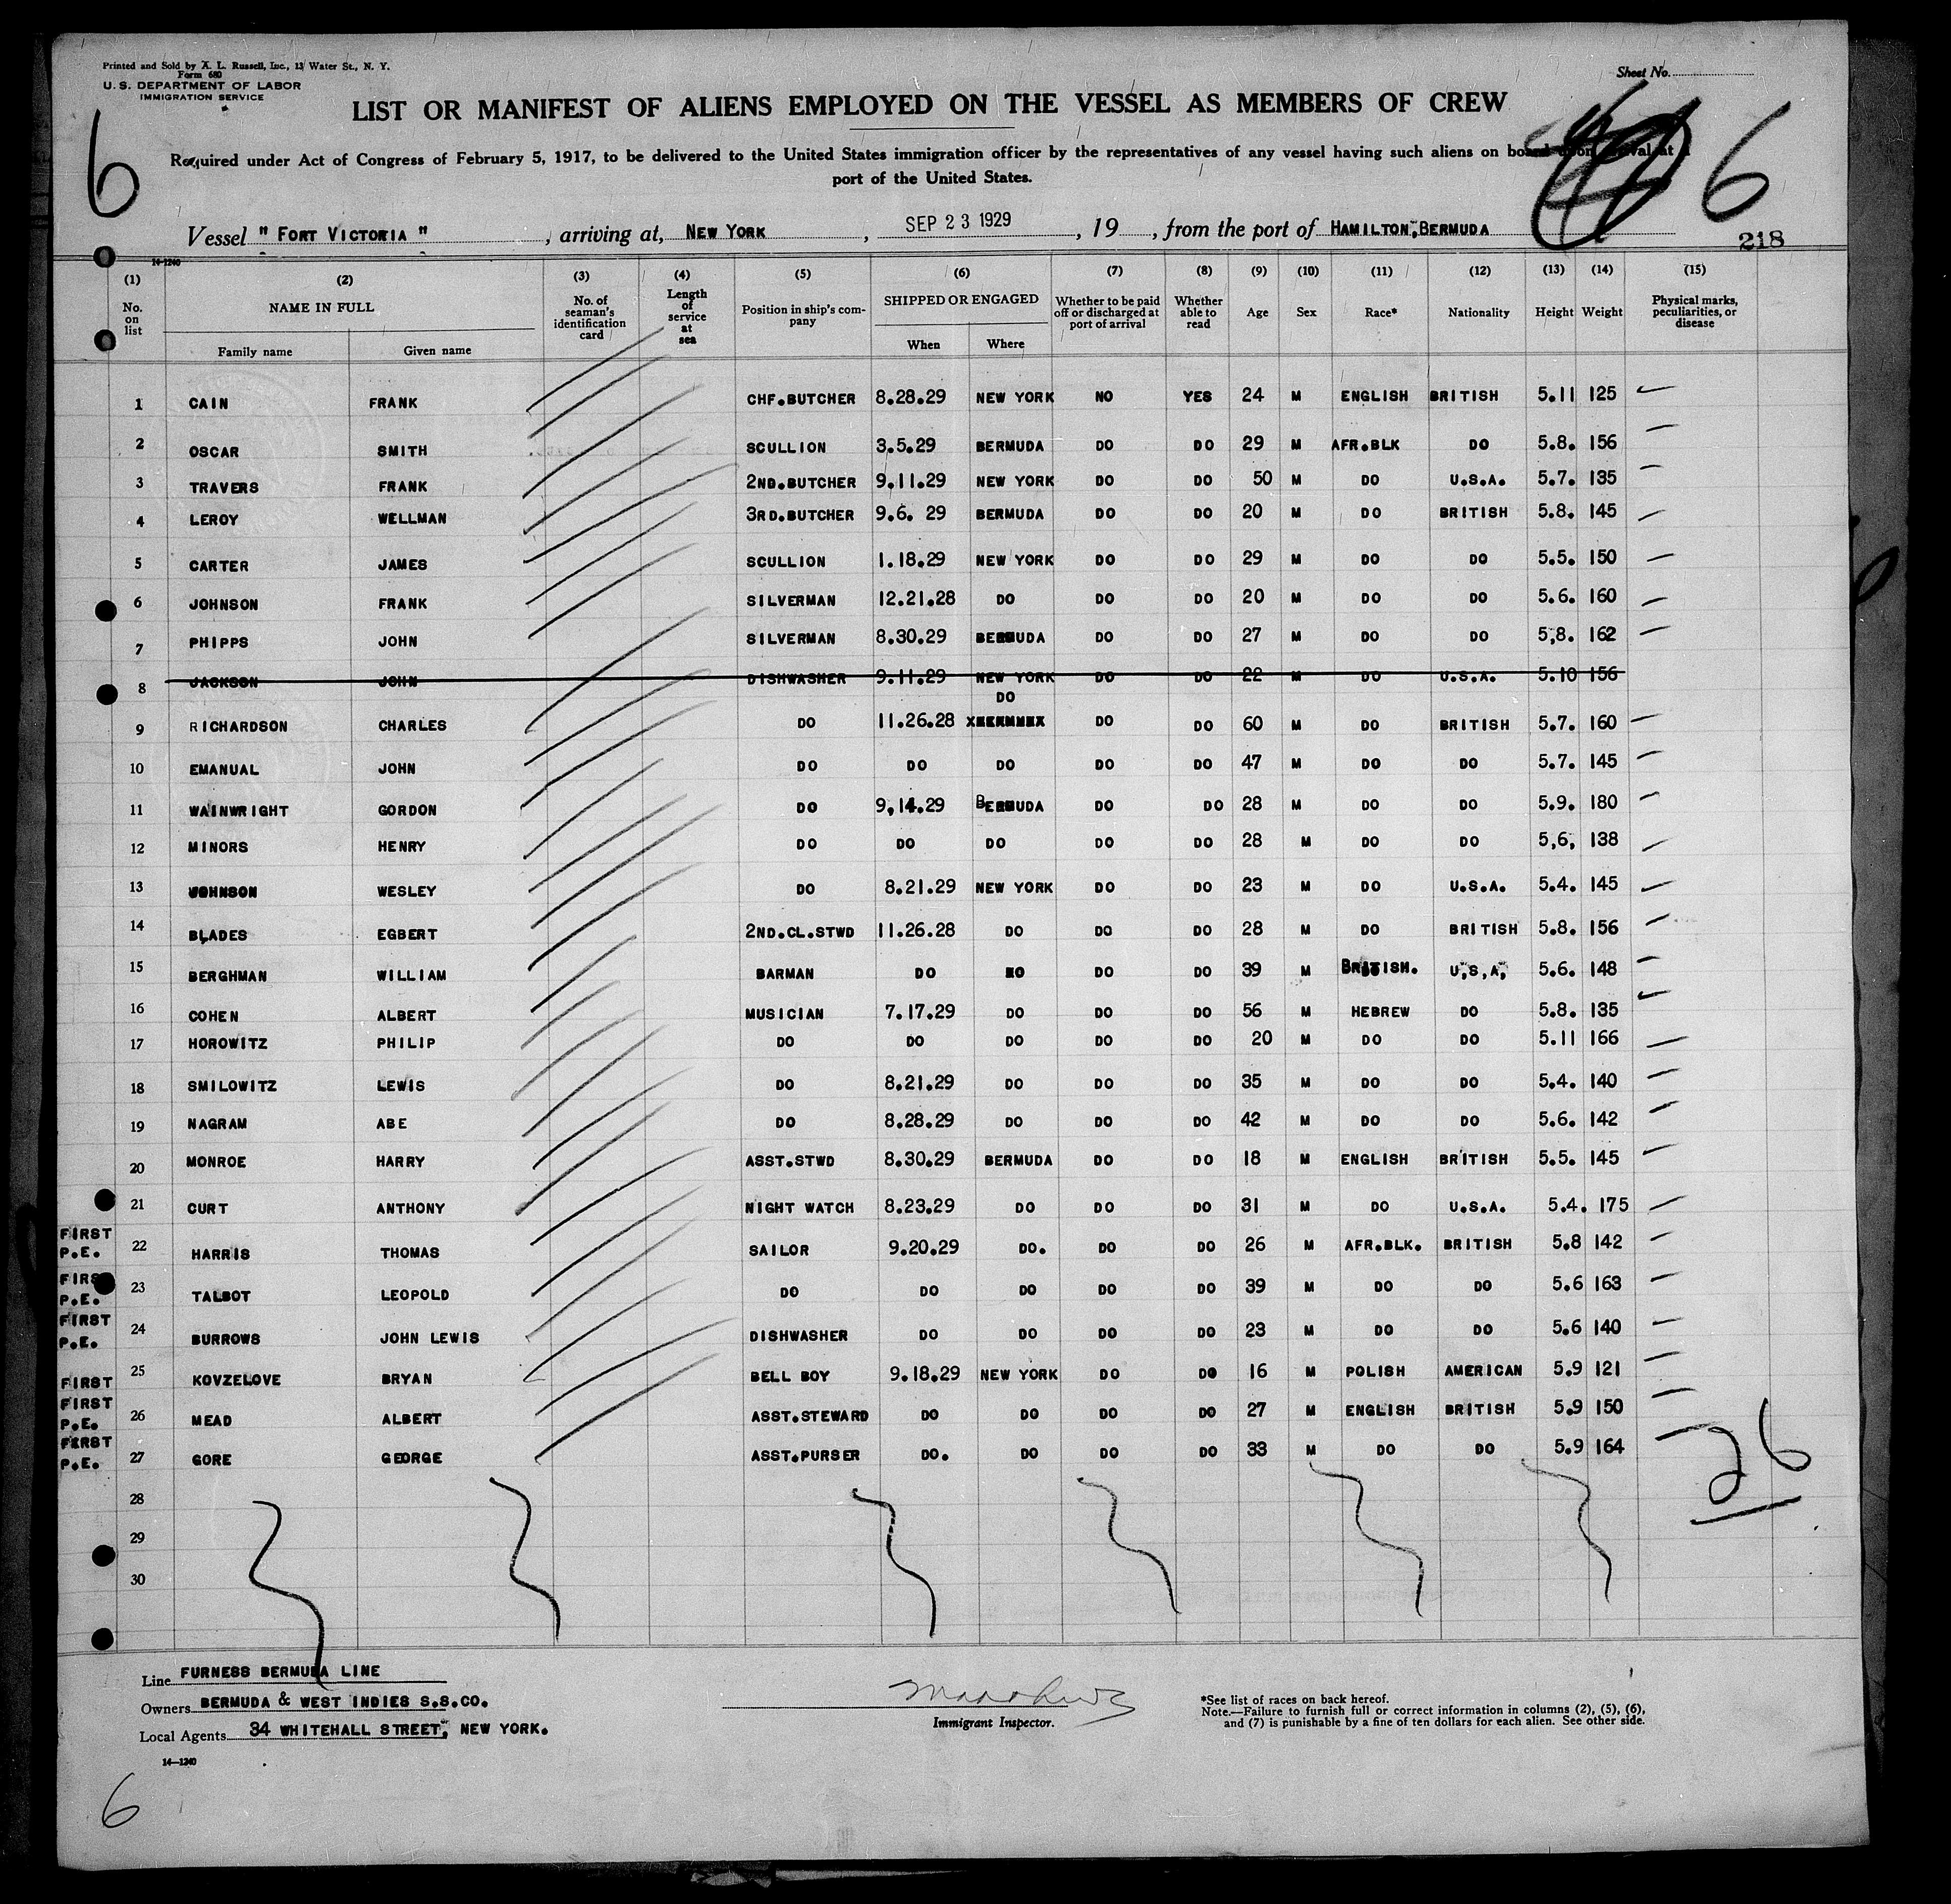 Printed and Sold by A. L. Russell, Inc., 13 Water St., N. Y.
Form 680
U. S. DEPARTMENT OF LABOR
IMMIGRATION SERVICE
Sheet No.
LIST OR MANIFEST OF ALIENS EMPLOYED ON THE VESSEL AS MEMBERS OF CREW
6 6
Required under Act of Congress of February 5, 1917, to be delivered to the United States immigration officer by the representatives of any vessel having such aliens on board upon arrival at a
port of the United States.
Vessel " FORT VICTORIA " , arriving at, NEW YORK , SEP 23 1929 , 19 , from the port of HAMILTON, BERMUDA
218
14-1240
(1) (2) (3) (4) (5) (6) (7) (8) (9) (10) (11) (12) (13) (14) (15)
No. on list NAME IN FULL No. of seaman's identification card Length of service at sea Position in ship's company SHIPPED OR ENGAGED Whether to be paid off or discharged at port of arrival Whether able to read Age Sex Race* Nationality Height Weight Physical marks, peculiarities, or disease
Family name Given name When Where
1 CAIN FRANK CHF.BUTCHER 8.28.29 NEW YORK NO YES 24 M ENGLISH BRITISH 5.11 125
2 OSCAR SMITH SCULLION 3.5.29 BERMUDA DO DO 29 M AFR.BLK DO 5.8. 156
3 TRAVERS FRANK 2ND.BUTCHER 9.11.29 NEW YORK DO DO 50 M DO U.S.A. 5.7. 135
4 LEROY WELLMAN 3RD.BUTCHER 9.6. 29 BERMUDA DO DO 20 M DO BRITISH 5.8. 145
5 CARTER JAMES SCULLION 1.18.29 NEW YORK DO DO 29 M DO DO 5.5. 150
6 JOHNSON FRANK SILVERMAN 12.21.28 DO DO DO 20 M DO DO 5.6. 160
7 PHIPPS JOHN SILVERMAN 8.30.29 BERMUDA DO DO 27 M DO DO 5,8. 162
8 JACKSON JOHN DISHWASHER 9.11.29 NEW YORK DO DO 22 M DO U.S.A. 5.10 156
DO
9 RICHARDSON CHARLES DO 11.26.28 DO DO 60 M DO BRITISH 5.7. 160
10 EMANUAL JOHN DO DO DO DO DO 47 M DO DO 5.7. 145
11 WAINWRIGHT GORDON DO 9,14.29 BERMUDA DO DO 28 M DO DO 5.9. 180
12 MINORS HENRY DO DO DO DO DO 28 M DO DO 5,6, 138
13 JOHNSON WESLEY DO 8.21.29 NEW YORK DO DO 23 M DO U.S.A. 5.4. 145
14 BLADES EGBERT 2ND.CL.STWD 11.26.28 DO DO DO 28 M DO BRITISH 5.8. 156
15 BERGHMAN WILLIAM BARMAN DO DO DO DO 39 M BRITISH. U,S,A, 5.6. 148
16 COHEN ALBERT MUSICIAN 7.17.29 DO DO DO 56 M HEBREW DO 5.8. 135
17 HOROWITZ PHILIP DO DO DO DO DO 20 M DO DO 5.11 166
18 SMILOWITZ LEWIS DO 8.21.29 DO DO DO 35 M DO DO 5.4. 140
19 NAGRAM ABE DO 8.28.29 DO DO DO 42 M DO DO 5.6. 142
20 MONROE HARRY ASST.STWD 8.30.29 BERMUDA DO DO 18 M ENGLISH BRITISH 5.5. 145
21 CURT ANTHONY NIGHT WATCH 8.23.29 DO DO DO 31 M DO U.S.A. 5.4. 175
FIRST P.E. 22 HARRIS THOMAS SAILOR 9.20.29 DO. DO DO 26 M AFR.BLK. BRITISH 5.8 142
FIRST P.E. 23 TALBOT LEOPOLD DO DO DO DO DO 39 M DO DO 5.6 163
FIRST P.E. 24 BURROWS JOHN LEWIS DISHWASHER DO DO DO DO 23 M DO DO 5.6 140
FIRST 25 KOVZELOVE BRYAN BELL BOY 9.18.29 NEW YORK DO DO 16 M POLISH AMERICAN 5.9 121
FIRST P.E. 26 MEAD ALBERT ASST.STEWARD DO DO DO DO 27 M ENGLISH BRITISH 5.9 150
FIRST P.E. 27 GORE GEORGE ASST.PURSER DO. DO DO DO 33 M DO DO 5.9 164
26
28
29
30
Line FURNESS BERMUDA LINE
Owners BERMUDA & WEST INDIES S.S.CO.
Local Agents 34 WHITEHALL STREET, NEW YORK.
14-1240
Immigrant Inspector.
*See list of races on back hereof.
Note.—Failure to furnish full or correct information in columns (2), (5), (6),
and (7) is punishable by a fine of ten dollars for each alien. See other side.
6